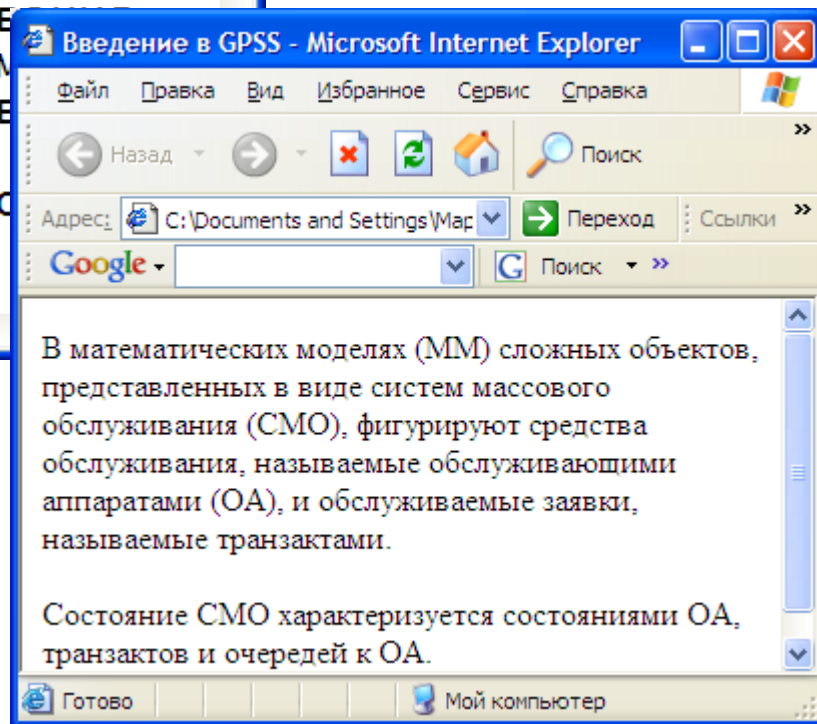 Введение в GPSS - Microsoft Internet Explorer
Файл Правка Вид Избранное Сервис Справка
Назад Поиск
Адрес: C:\Documents and Settings\Мар Переход Ссылки
Google Поиск
В математических моделях (ММ) сложных объектов,
представленных в виде систем массового
обслуживания (СМО), фигурируют средства
обслуживания, называемые обслуживающими
аппаратами (ОА), и обслуживаемые заявки,
называемые транзактами.
Состояние СМО характеризуется состояниями ОА,
транзактов и очередей к ОА.
Готово Мой компьютер